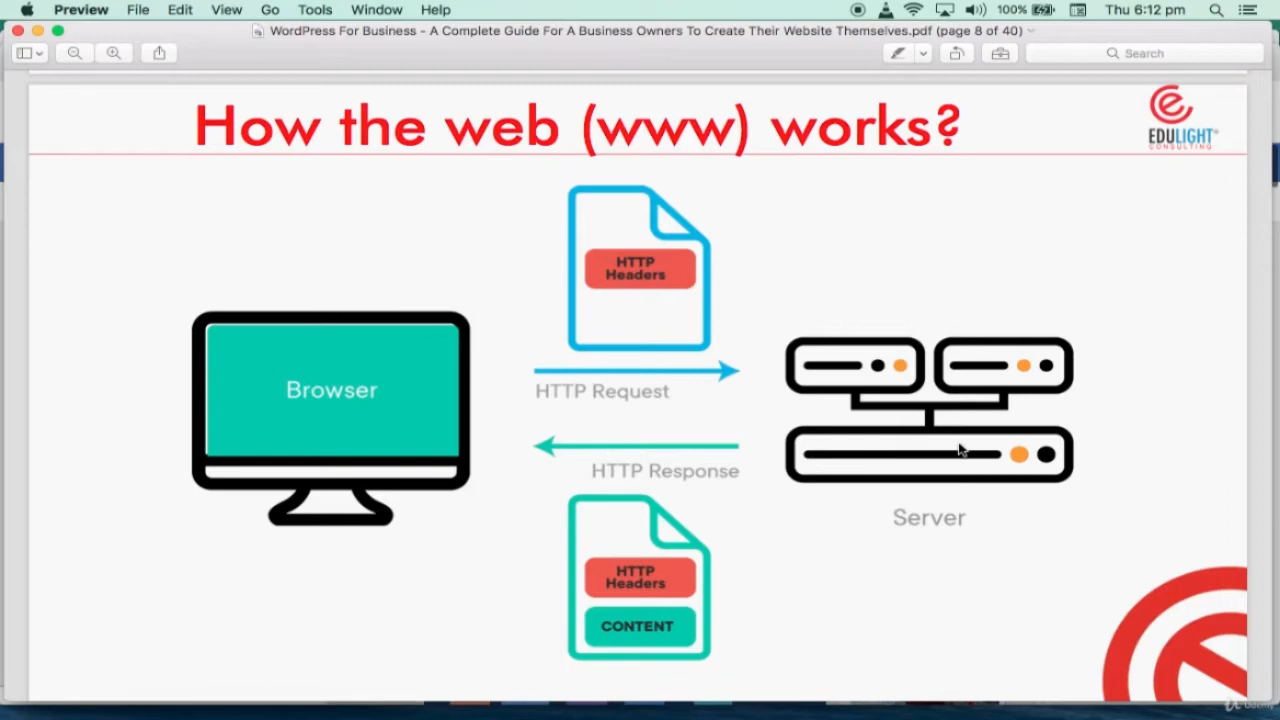 Preview File Edit View Go Tools Window Help 100% Thu 6:12 pm
WordPress For Business - A Complete Guide For A Business Owners To Create Their Website Themselves.pdf (page 8 of 40)
Search
How the web (www) works?
EDULIGHT
CONSULTING
HTTP
Headers
Browser
HTTP Request
HTTP Response
Server
HTTP
Headers
CONTENT
Udemy